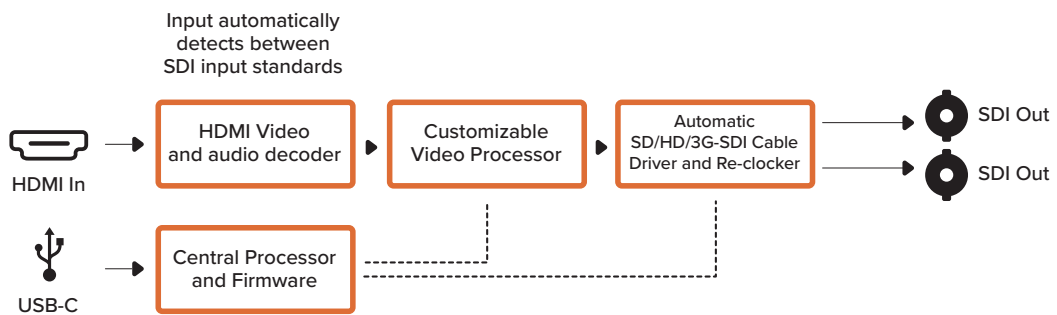 Input automatically
detects between
SDI input standards
HDMI In
HDMI Video
and audio decoder
Customizable
Video Processor
Automatic
SD/HD/3G-SDI Cable
Driver and Re-clocker
SDI Out
SDI Out
USB-C
Central Processor
and Firmware